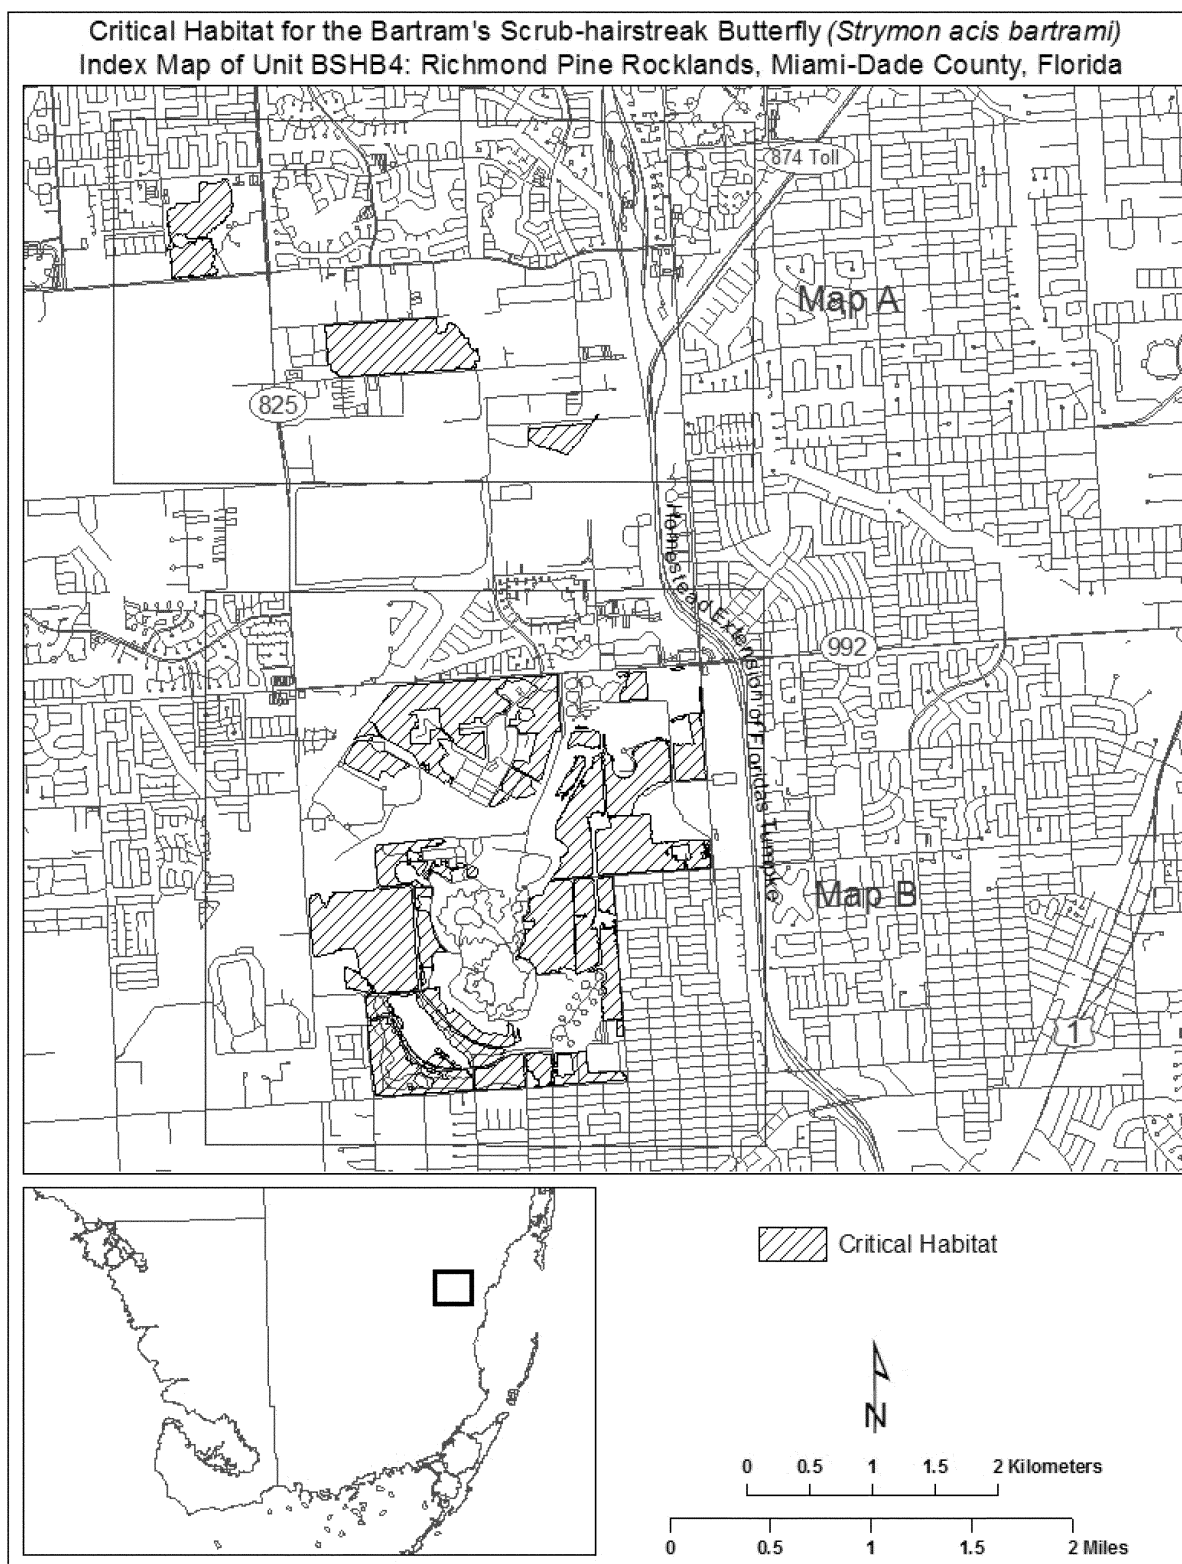 Critical Habitat for the Bartram's Scrub-hairstreak Butterfly (Strymon acis bartrami)
Index Map of Unit BSHB4: Richmond Pine Rocklands, Miami-Dade County, Florida
874 Toll
Map A
825
Homestead Extension of Floridas Turnpike
992
Map B
1
Critical Habitat
N
0 0.5 1 1.5 2 Kilometers
0 0.5 1 1.5 2 Miles